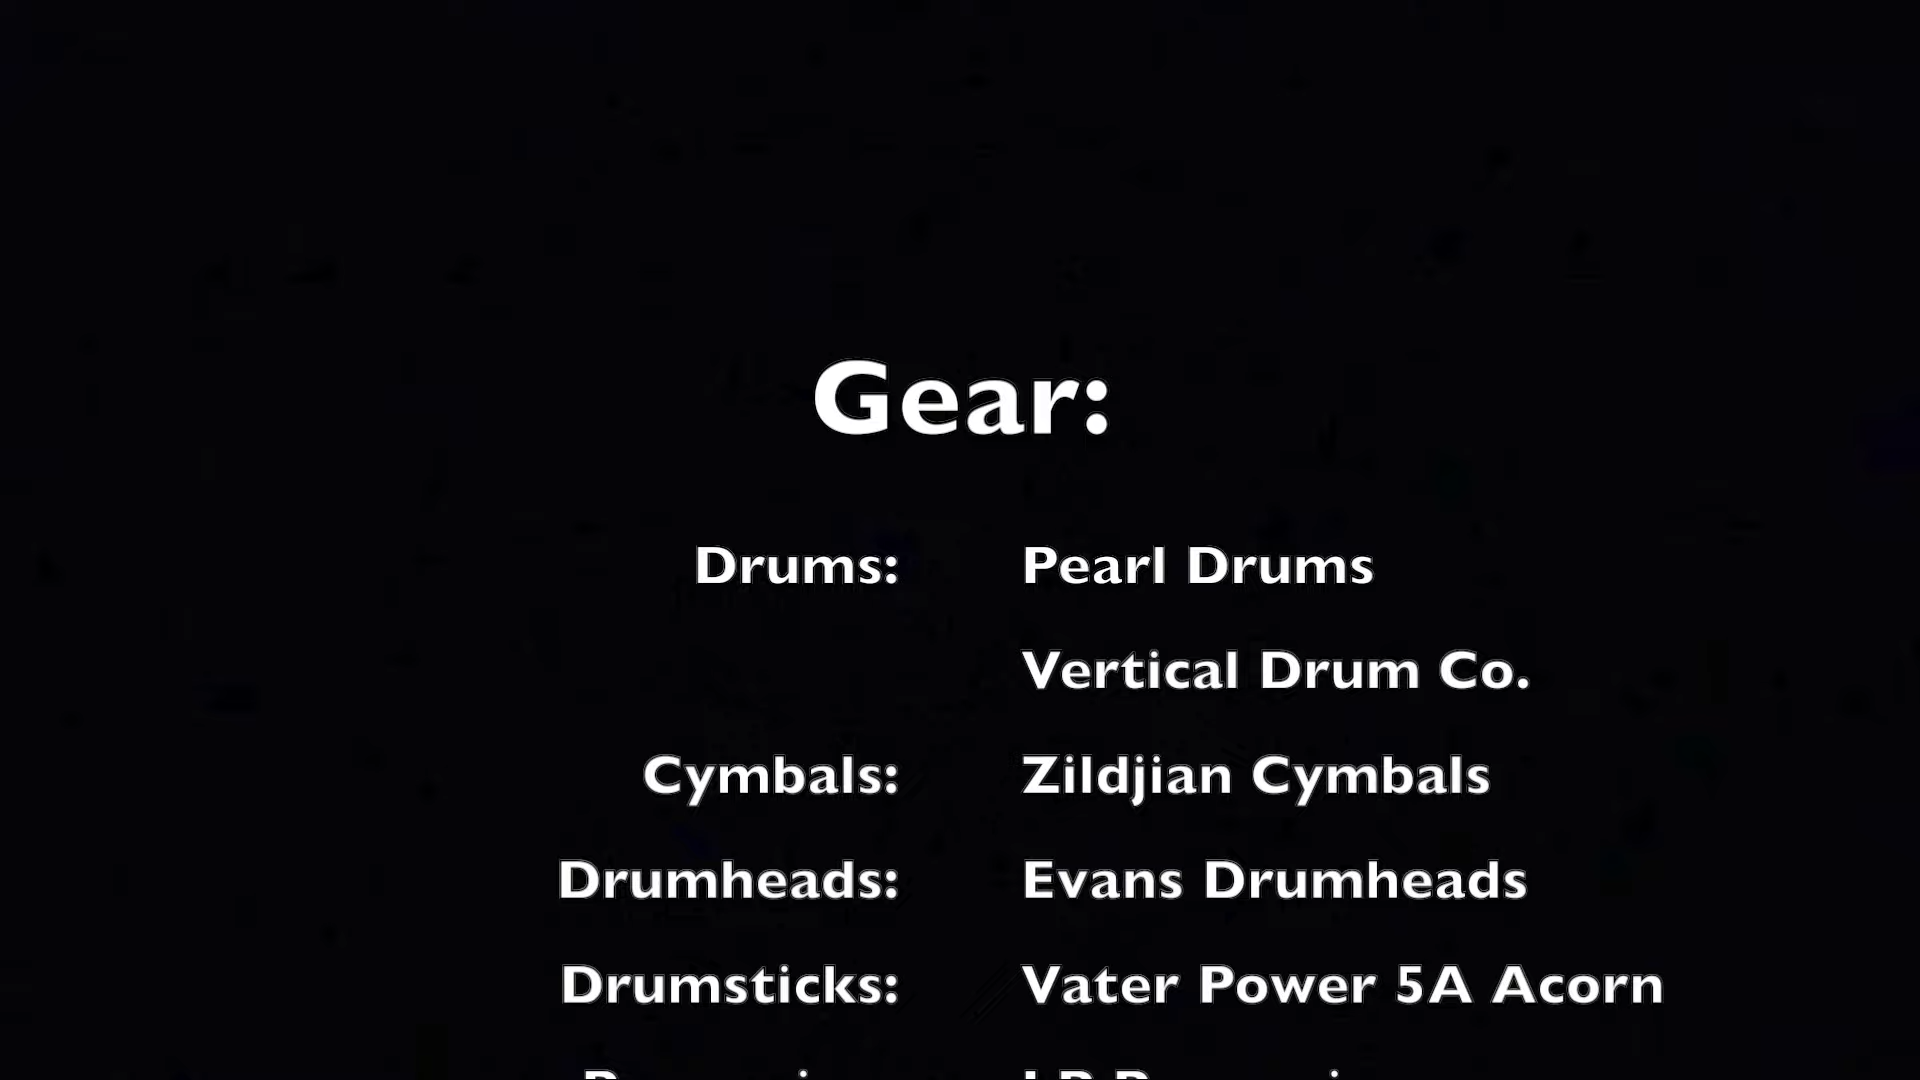 Gear:
Drums: Pearl Drums
Vertical Drum Co.
Cymbals: Zildjian Cymbals
Drumheads: Evans Drumheads
Drumsticks: Vater Power 5A Acorn